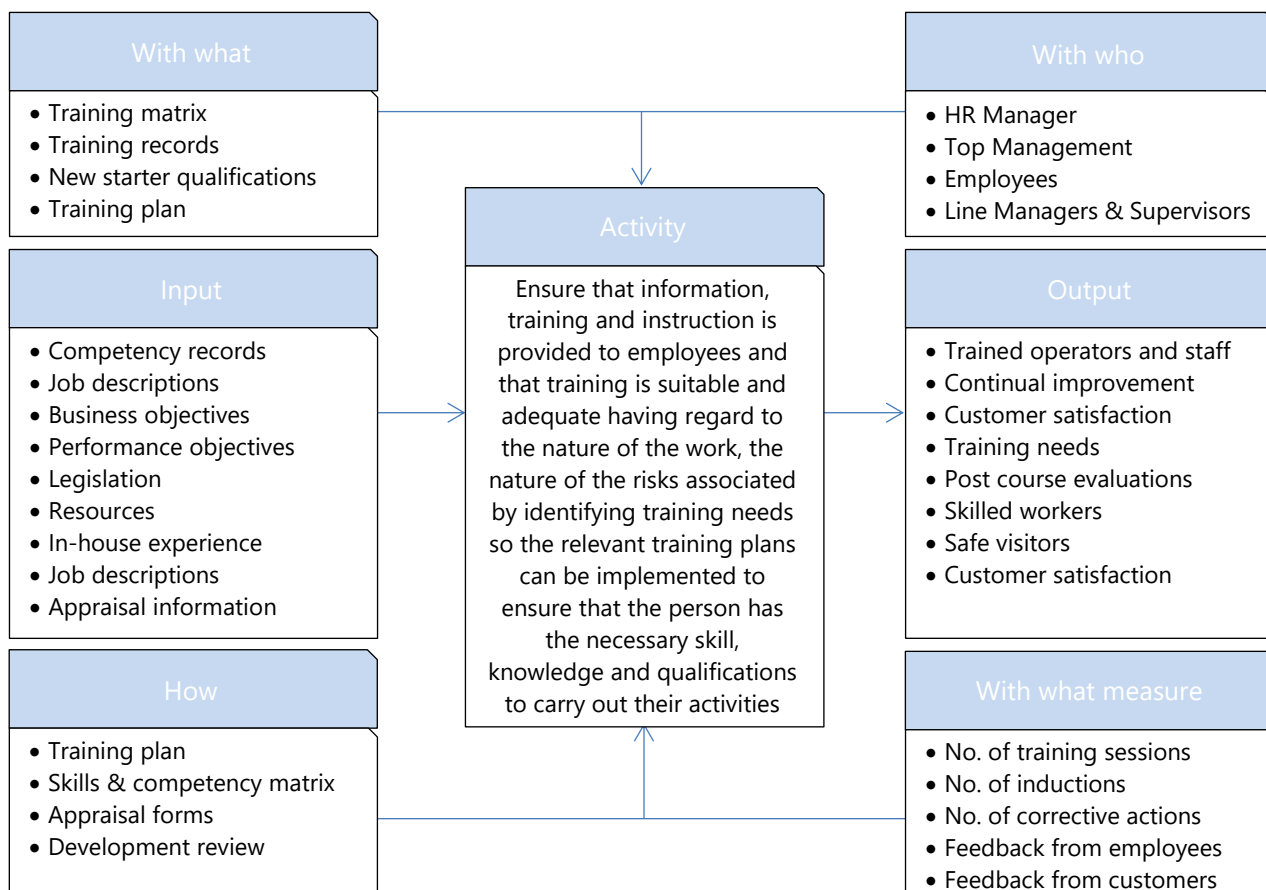 With what
• Training matrix
• Training records
• New starter qualifications
• Training plan
With who
• HR Manager
• Top Management
• Employees
• Line Managers & Supervisors
Input
• Competency records
• Job descriptions
• Business objectives
• Performance objectives
• Legislation
• Resources
• In-house experience
• Job descriptions
• Appraisal information
Activity
Ensure that information,
training and instruction is
provided to employees and
that training is suitable and
adequate having regard to
the nature of the work, the
nature of the risks associated
by identifying training needs
so the relevant training plans
can be implemented to
ensure that the person has
the necessary skill,
knowledge and qualifications
to carry out their activities
Output
• Trained operators and staff
• Continual improvement
• Customer satisfaction
• Training needs
• Post course evaluations
• Skilled workers
• Safe visitors
• Customer satisfaction
How
• Training plan
• Skills & competency matrix
• Appraisal forms
• Development review
With what measure
• No. of training sessions
• No. of inductions
• No. of corrective actions
• Feedback from employees
• Feedback from customers